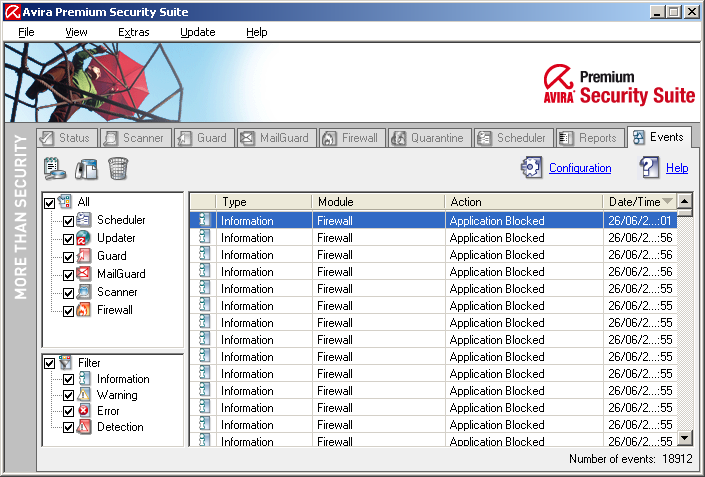 Avira Premium Security Suite
File View Extras Update Help
AVIRA Premium Security Suite
MORE THAN SECURITY
Status Scanner Guard MailGuard Firewall Quarantine Scheduler Reports Events
Configuration Help
All
Scheduler
Updater
Guard
MailGuard
Scanner
Firewall
Filter
Information
Warning
Error
Detection
Type Module Action Date/Time
Information Firewall Application Blocked 26/06/2...:01
Information Firewall Application Blocked 26/06/2...:56
Information Firewall Application Blocked 26/06/2...:56
Information Firewall Application Blocked 26/06/2...:56
Information Firewall Application Blocked 26/06/2...:55
Information Firewall Application Blocked 26/06/2...:55
Information Firewall Application Blocked 26/06/2...:55
Information Firewall Application Blocked 26/06/2...:55
Information Firewall Application Blocked 26/06/2...:55
Information Firewall Application Blocked 26/06/2...:55
Information Firewall Application Blocked 26/06/2...:55
Information Firewall Application Blocked 26/06/2...:55
Information Firewall Application Blocked 26/06/2...:55
Information Firewall Application Blocked 26/06/2...:55
Number of events: 18912